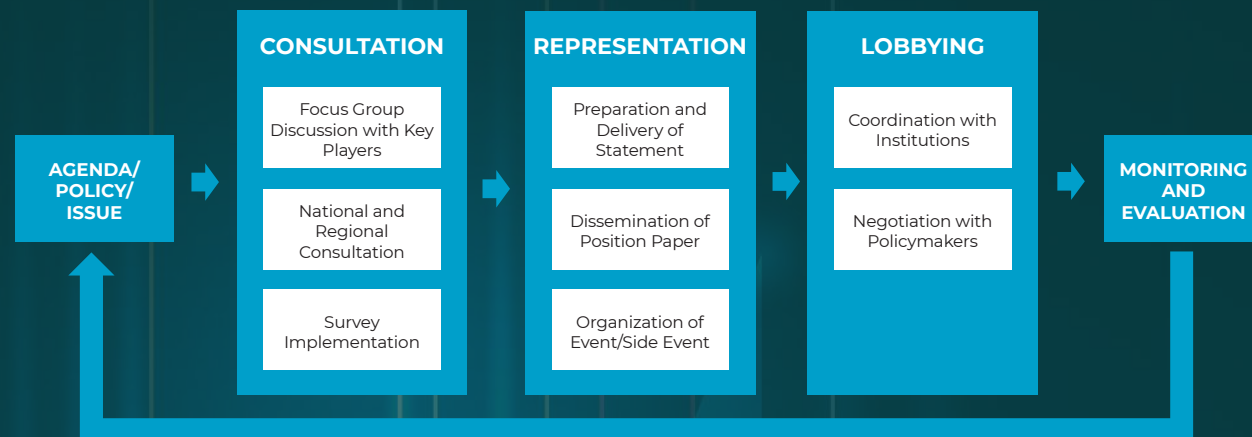 AGENDA/
POLICY/
ISSUE
CONSULTATION
Focus Group
Discussion with Key
Players
National and
Regional
Consultation
Survey
Implementation
REPRESENTATION
Preparation and
Delivery of
Statement
Dissemination of
Position Paper
Organization of
Event/Side Event
LOBBYING
Coordination with
Institutions
Negotiation with
Policymakers
MONITORING
AND
EVALUATION